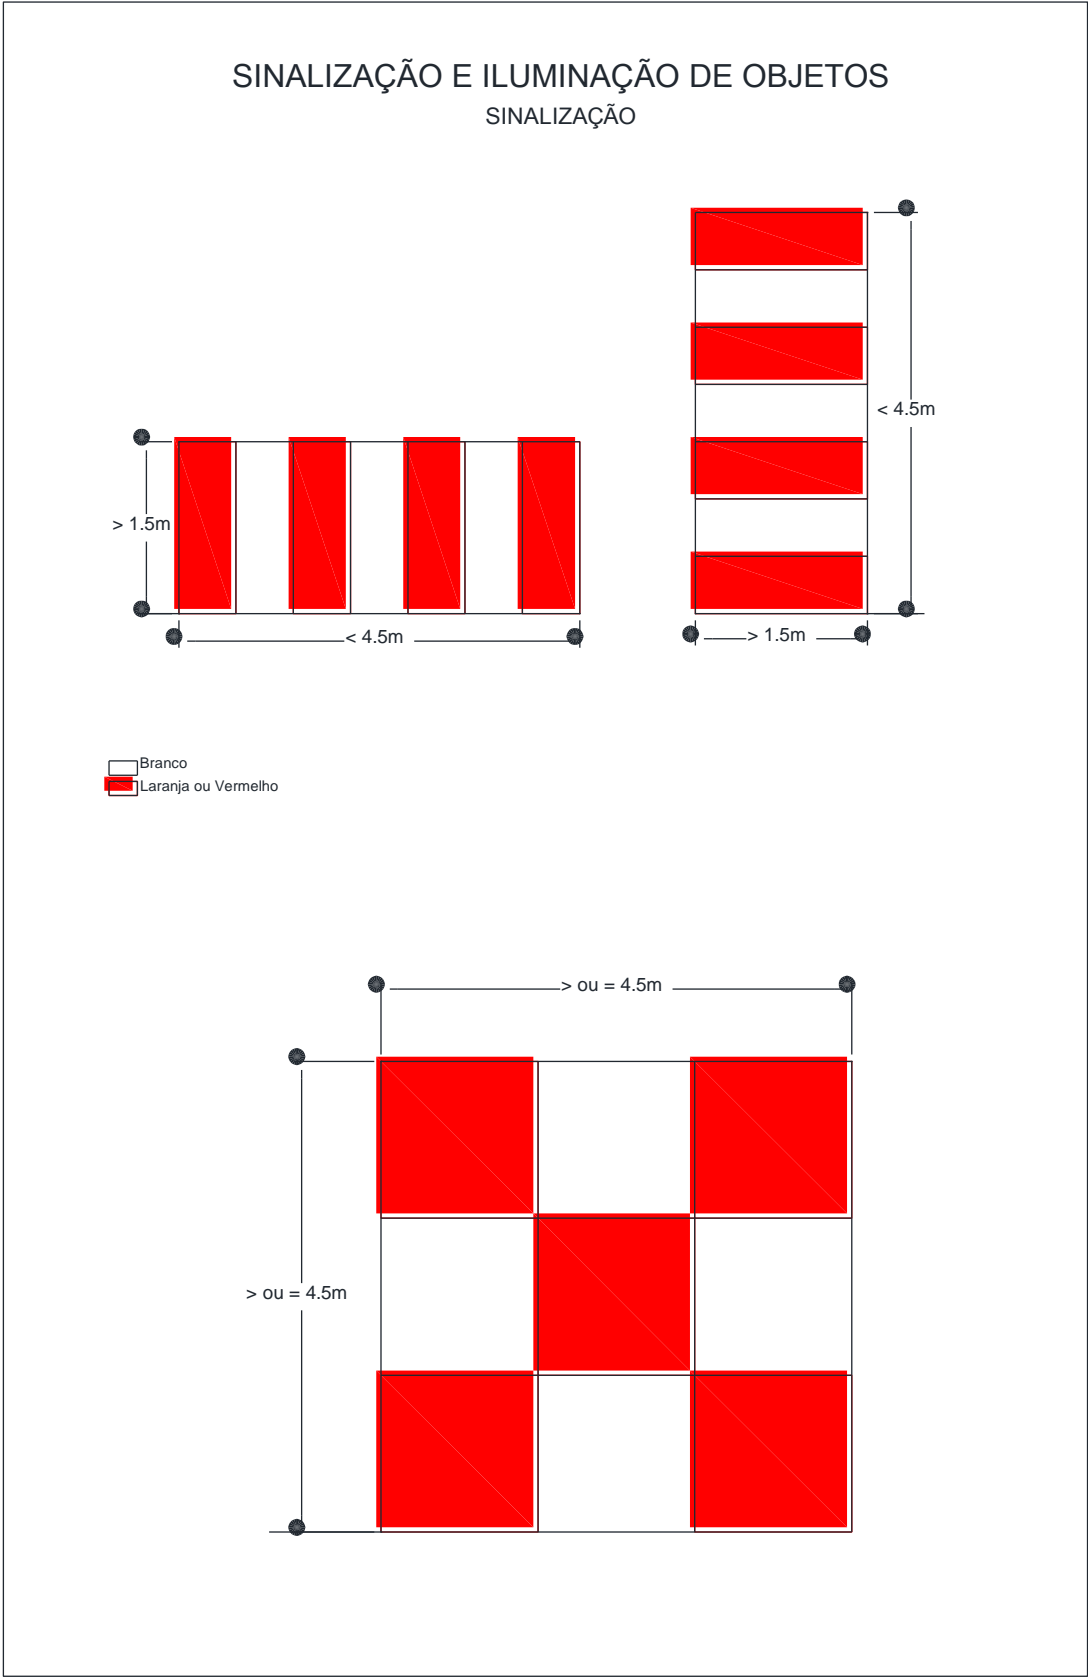 SINALIZAÇÃO E ILUMINAÇÃO DE OBJETOS
SINALIZAÇÃO
< 4.5m
> 1.5m
< 4.5m
> 1.5m
Branco
Laranja ou Vermelho
> ou = 4.5m
> ou = 4.5m